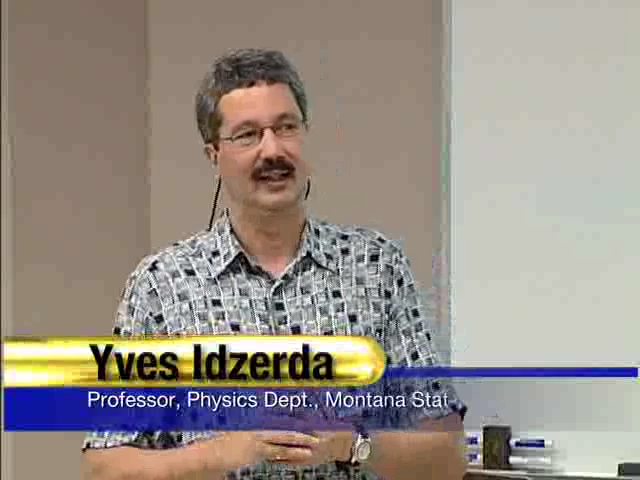 Yves Idzerda
Professor, Physics Dept., Montana Stat